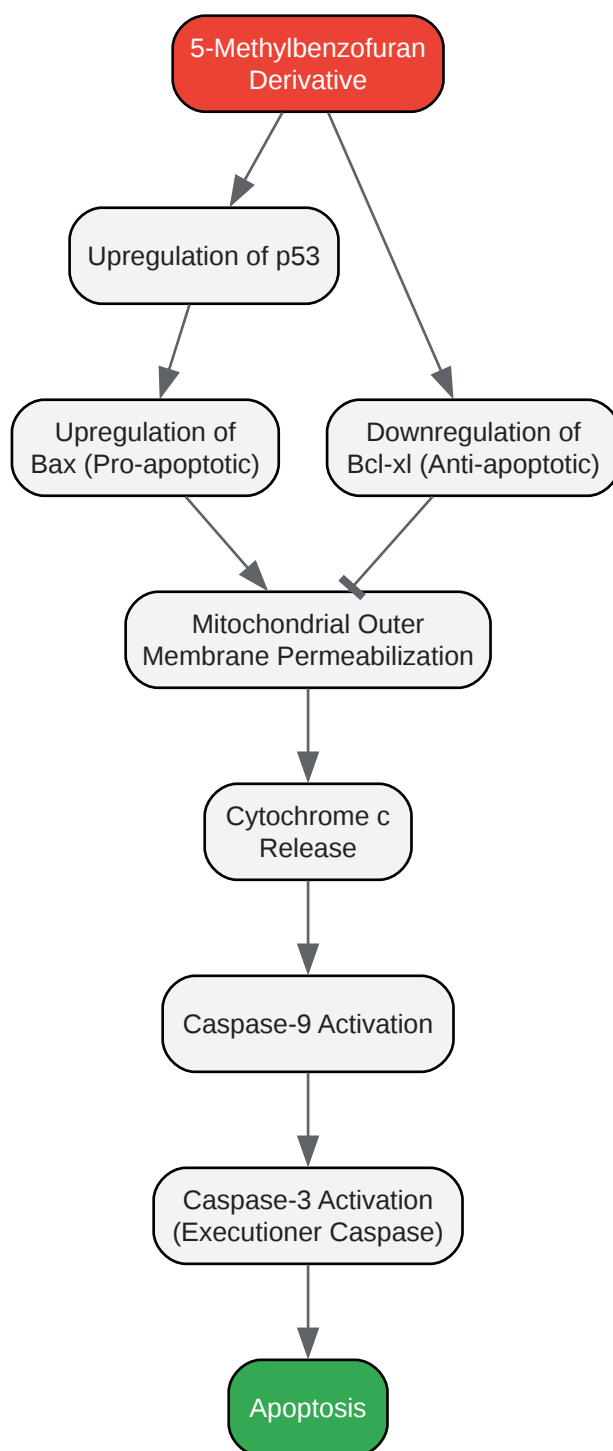 5-Methylbenzofuran
Derivative
Upregulation of p53
Upregulation of
Bax (Pro-apoptotic)
Downregulation of
Bcl-xl (Anti-apoptotic)
Mitochondrial Outer
Membrane Permeabilization
Cytochrome c
Release
Caspase-9 Activation
Caspase-3 Activation
(Executioner Caspase)
Apoptosis